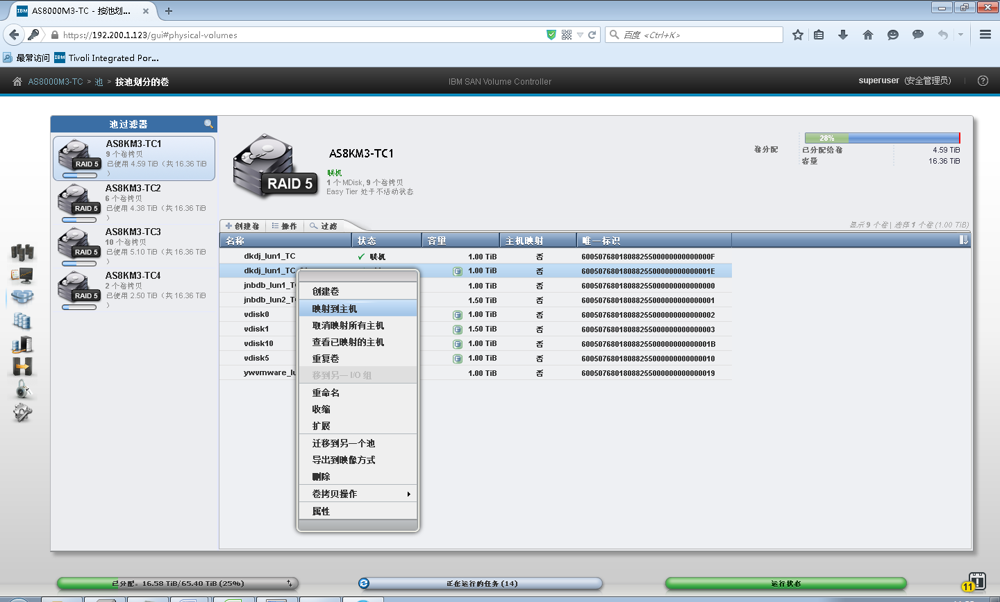 IBM AS8000M3-TC - 按池划...
https://192.200.1.123/gui#physical-volumes
百度 <Ctrl+K>
最常访问 IBM Tivoli Integrated Por...
AS8000M3-TC > 池 > 按池划分的卷
IBM SAN Volume Controller
superuser (安全管理员)
池过滤器
AS8KM3-TC1
9 个卷拷贝
已使用 4.59 TiB（共 16.36 TiB
）
RAID 5
AS8KM3-TC2
6 个卷拷贝
已使用 4.38 TiB（共 16.36 TiB
）
RAID 5
AS8KM3-TC3
10 个卷拷贝
已使用 5.10 TiB（共 16.36 TiB
）
RAID 5
AS8KM3-TC4
2 个卷拷贝
已使用 2.50 TiB（共 16.36 TiB
）
RAID 5
RAID 5
AS8KM3-TC1
联机
1 个 MDisk, 9 个卷拷贝
Easy Tier 处于不活动状态
卷分配
28%
已分配给卷 4.59 TiB
容量 16.36 TiB
创建卷 操作 过滤
显示 9 个卷 | 选择 1 个卷 (1.00 TiB)
名称 状态 容量 主机映射 唯一标识
dkdj_lun1_TC 联机 1.00 TiB 否 6005076801808825500000000000000F
dkdj_lun1_TC 1.00 TiB 否 6005076801808825500000000000001E
jnbdb_lun1_T 1.00 TiB 否 60050768018088255000000000000000
jnbdb_lun2_T 1.50 TiB 否 60050768018088255000000000000001
vdisk0 1.00 TiB 否 60050768018088255000000000000002
vdisk1 1.50 TiB 否 60050768018088255000000000000003
vdisk10 1.00 TiB 否 6005076801808825500000000000001B
vdisk5 1.00 TiB 否 60050768018088255000000000000010
ywvmware_lu 1.00 TiB 否 60050768018088255000000000000019
创建卷
映射到主机
取消映射所有主机
查看已映射的主机
重复卷
移到另一 I/O 组
重命名
收缩
扩展
迁移到另一个池
导出到映像方式
删除
卷拷贝操作
属性
已分配：16.58 TiB/65.40 TiB (25%)
正在运行的任务 (14)
运行状态
11